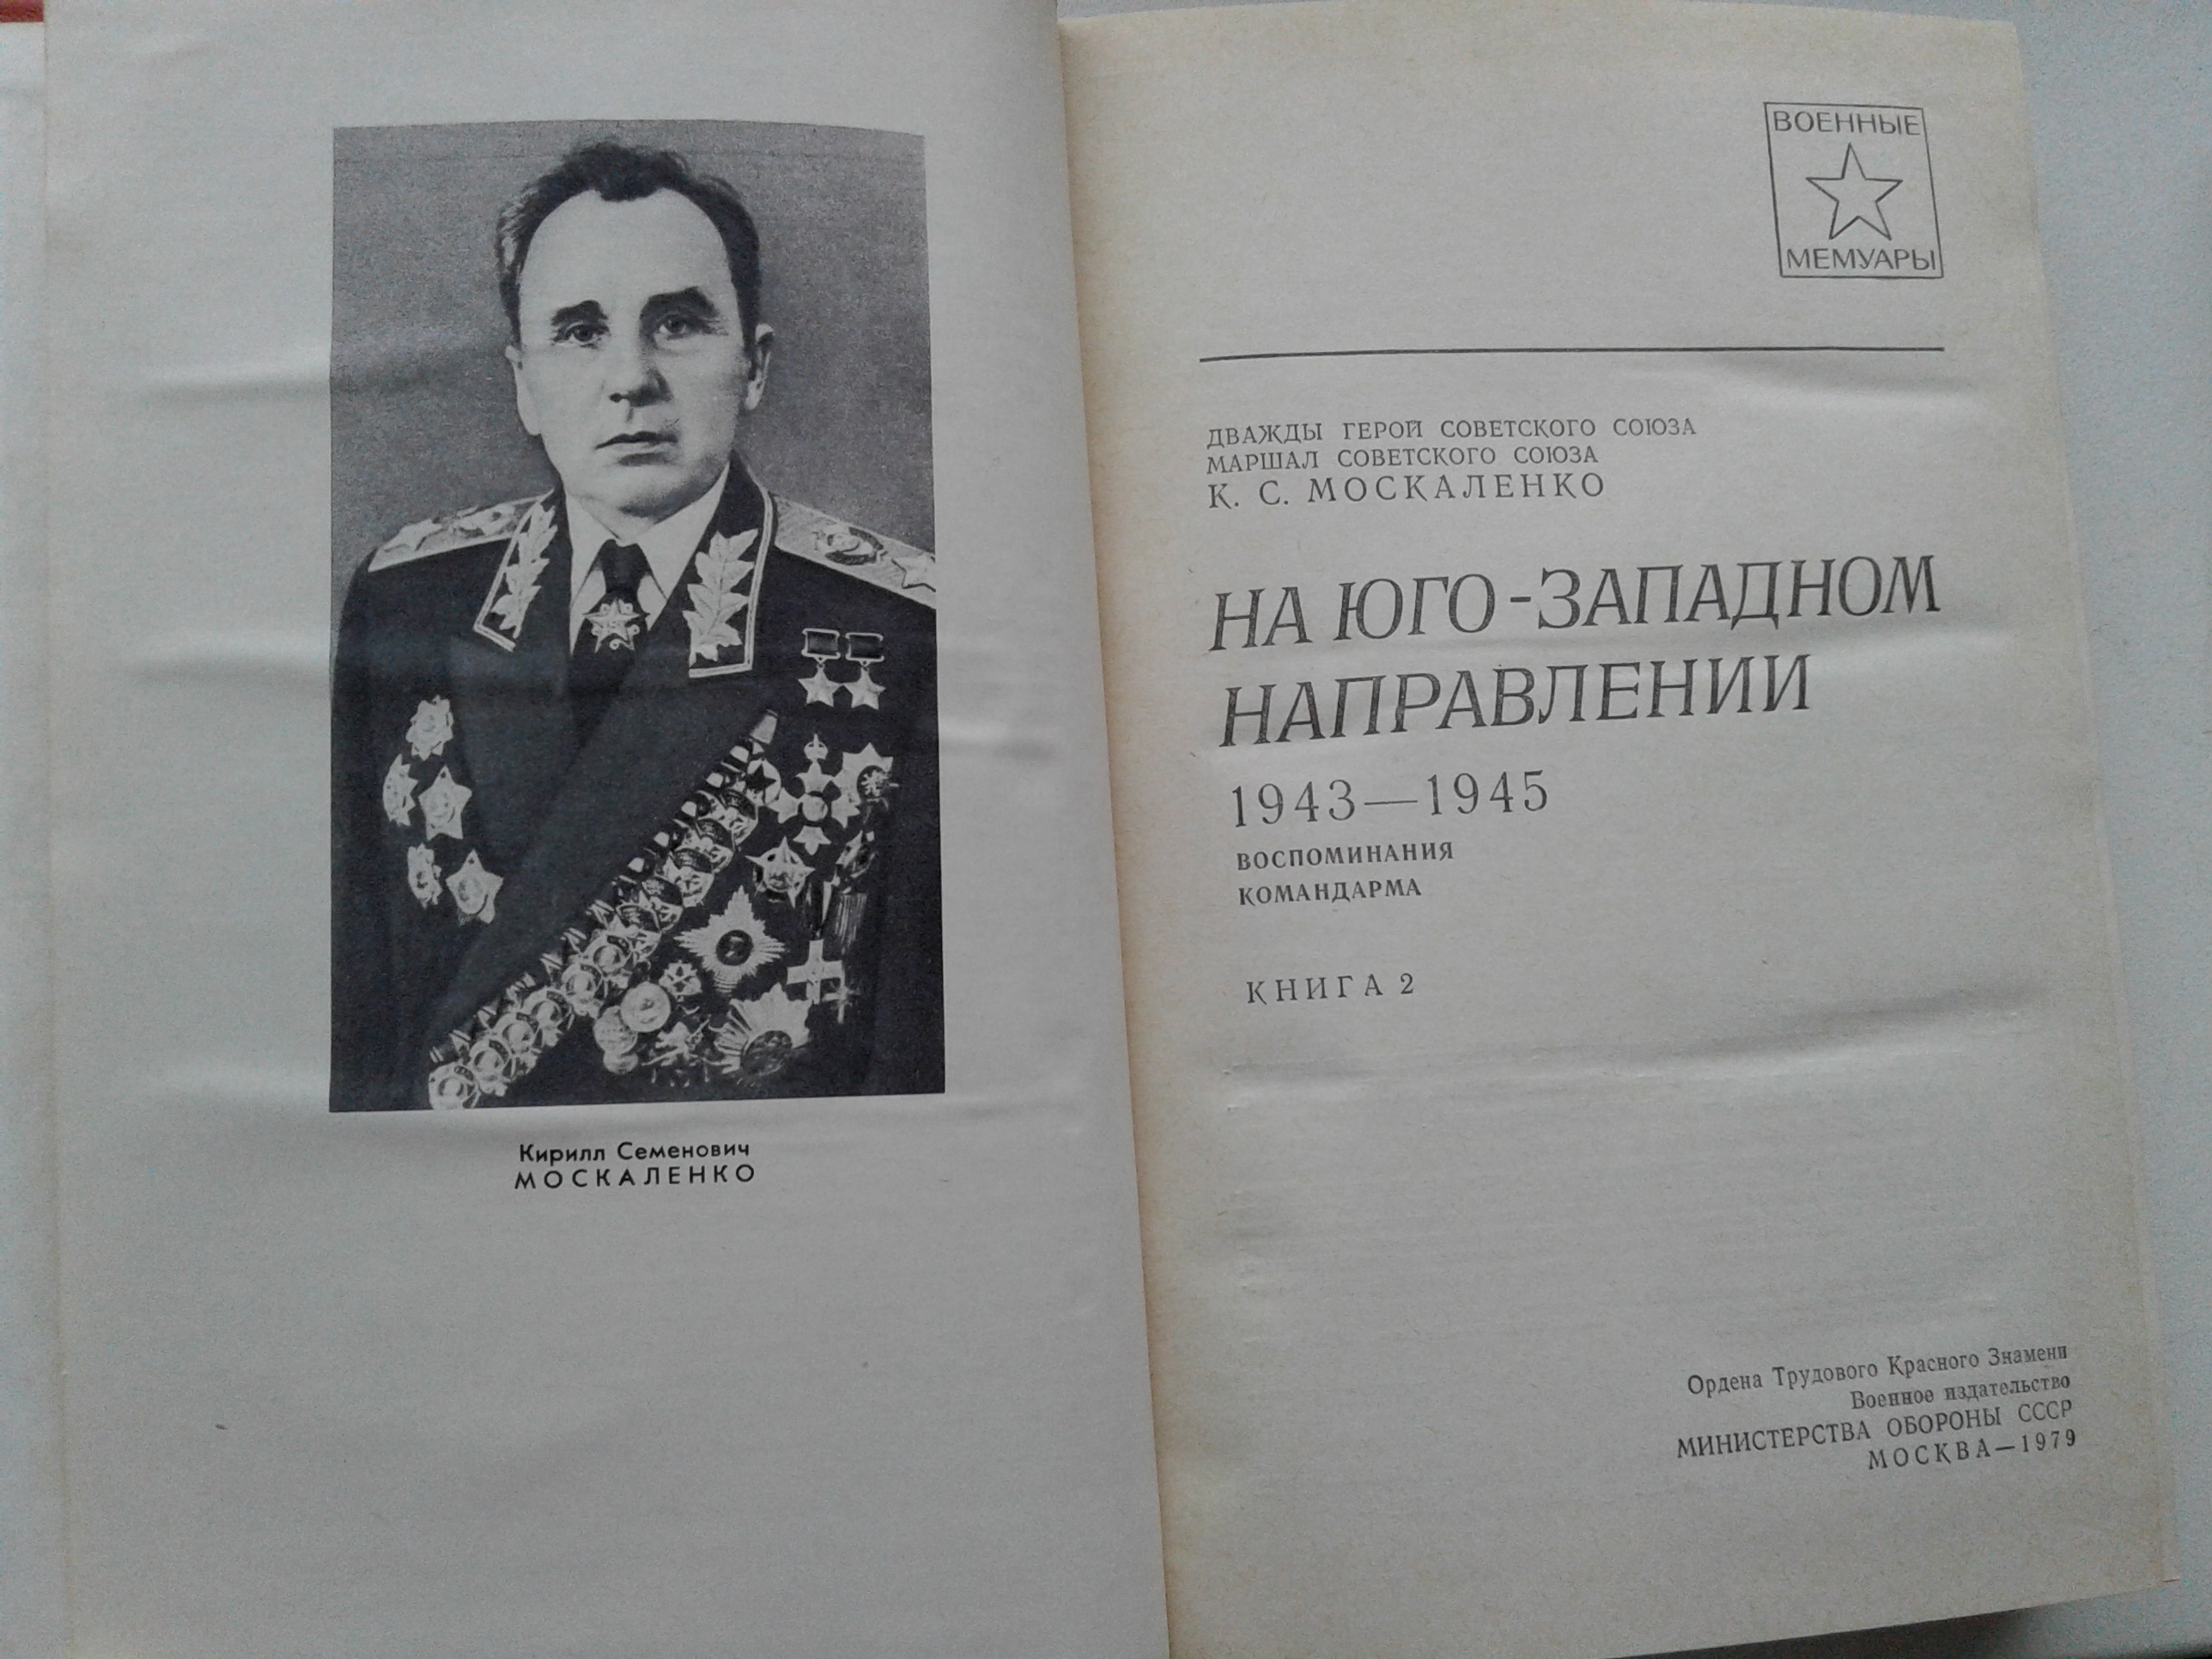 Кирилл Семенович
МОСКАЛЕНКО
ВОЕННЫЕ
МЕМУАРЫ
ДВАЖДЫ ГЕРОЙ СОВЕТСКОГО СОЮЗА
МАРШАЛ СОВЕТСКОГО СОЮЗА
К. С. МОСКАЛЕНКО
НА ЮГО-ЗАПАДНОМ
НАПРАВЛЕНИИ
1943—1945
ВОСПОМИНАНИЯ
КОМАНДАРМА
КНИГА 2
Ордена Трудового Красного Знамени
Военное издательство
МИНИСТЕРСТВА ОБОРОНЫ СССР
МОСКВА—1979